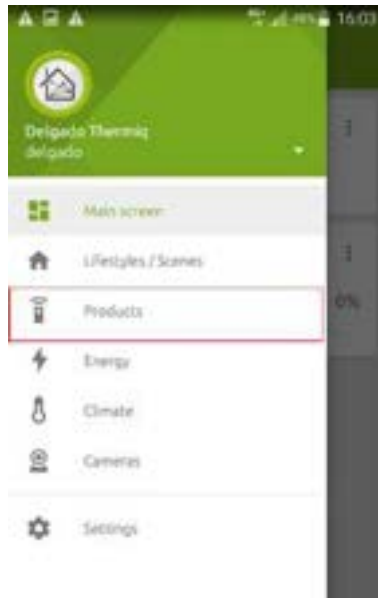 16:03
Delgado Thermiq
delgado
Main screen
Lifestyles / Scenes
Products
0%
Energy
Climate
Cameras
Settings